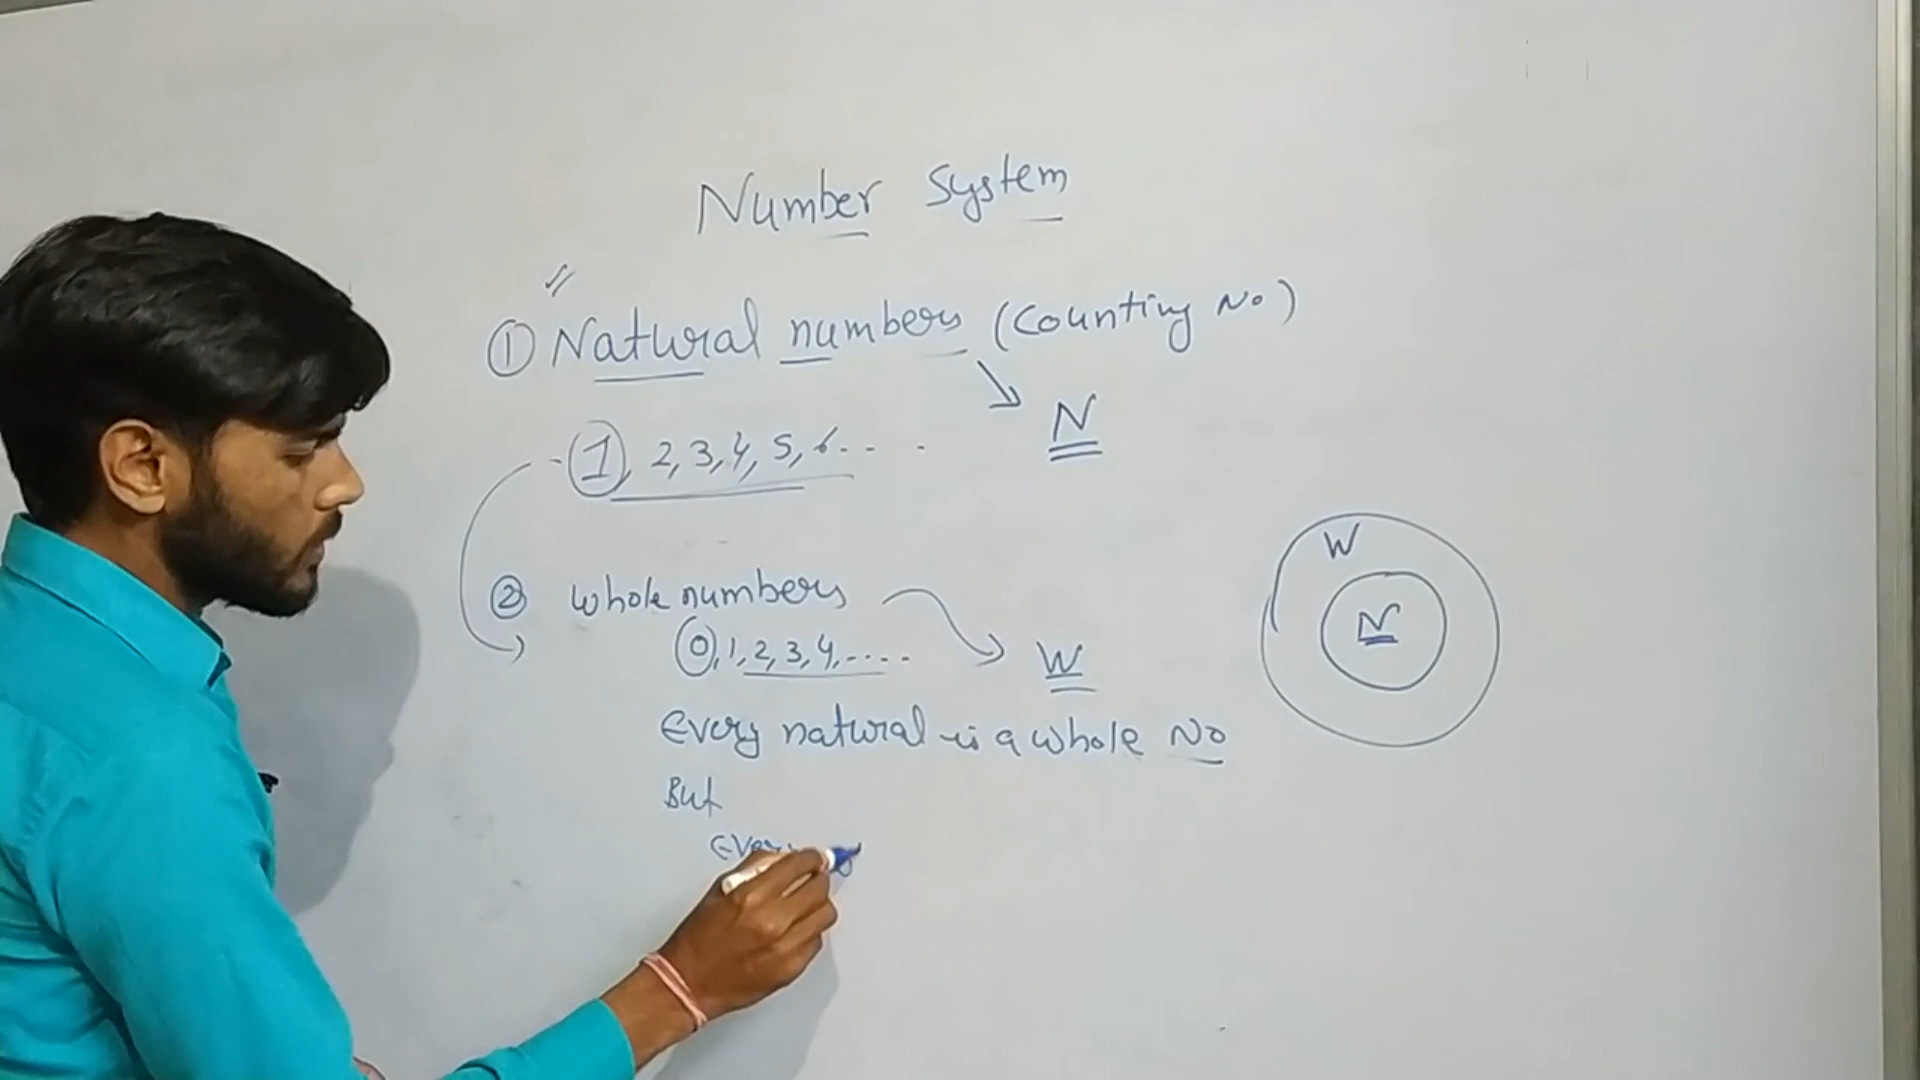 Number System
① Natural numbers (Counting No)
N
1, 2, 3, 4, 5, 6 - - -
② whole numbers
0, 1, 2, 3, 4, - - - -
W
W
N
Every natural is a whole No
But
Every